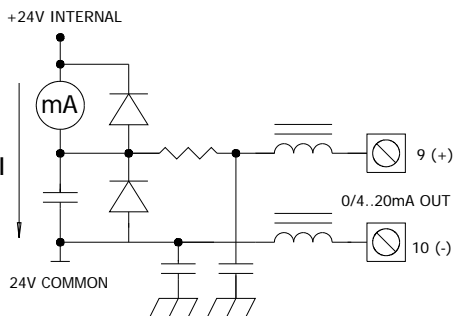 +24V INTERNAL
mA
I
9 (+)
0/4..20mA OUT
10 (-)
24V COMMON